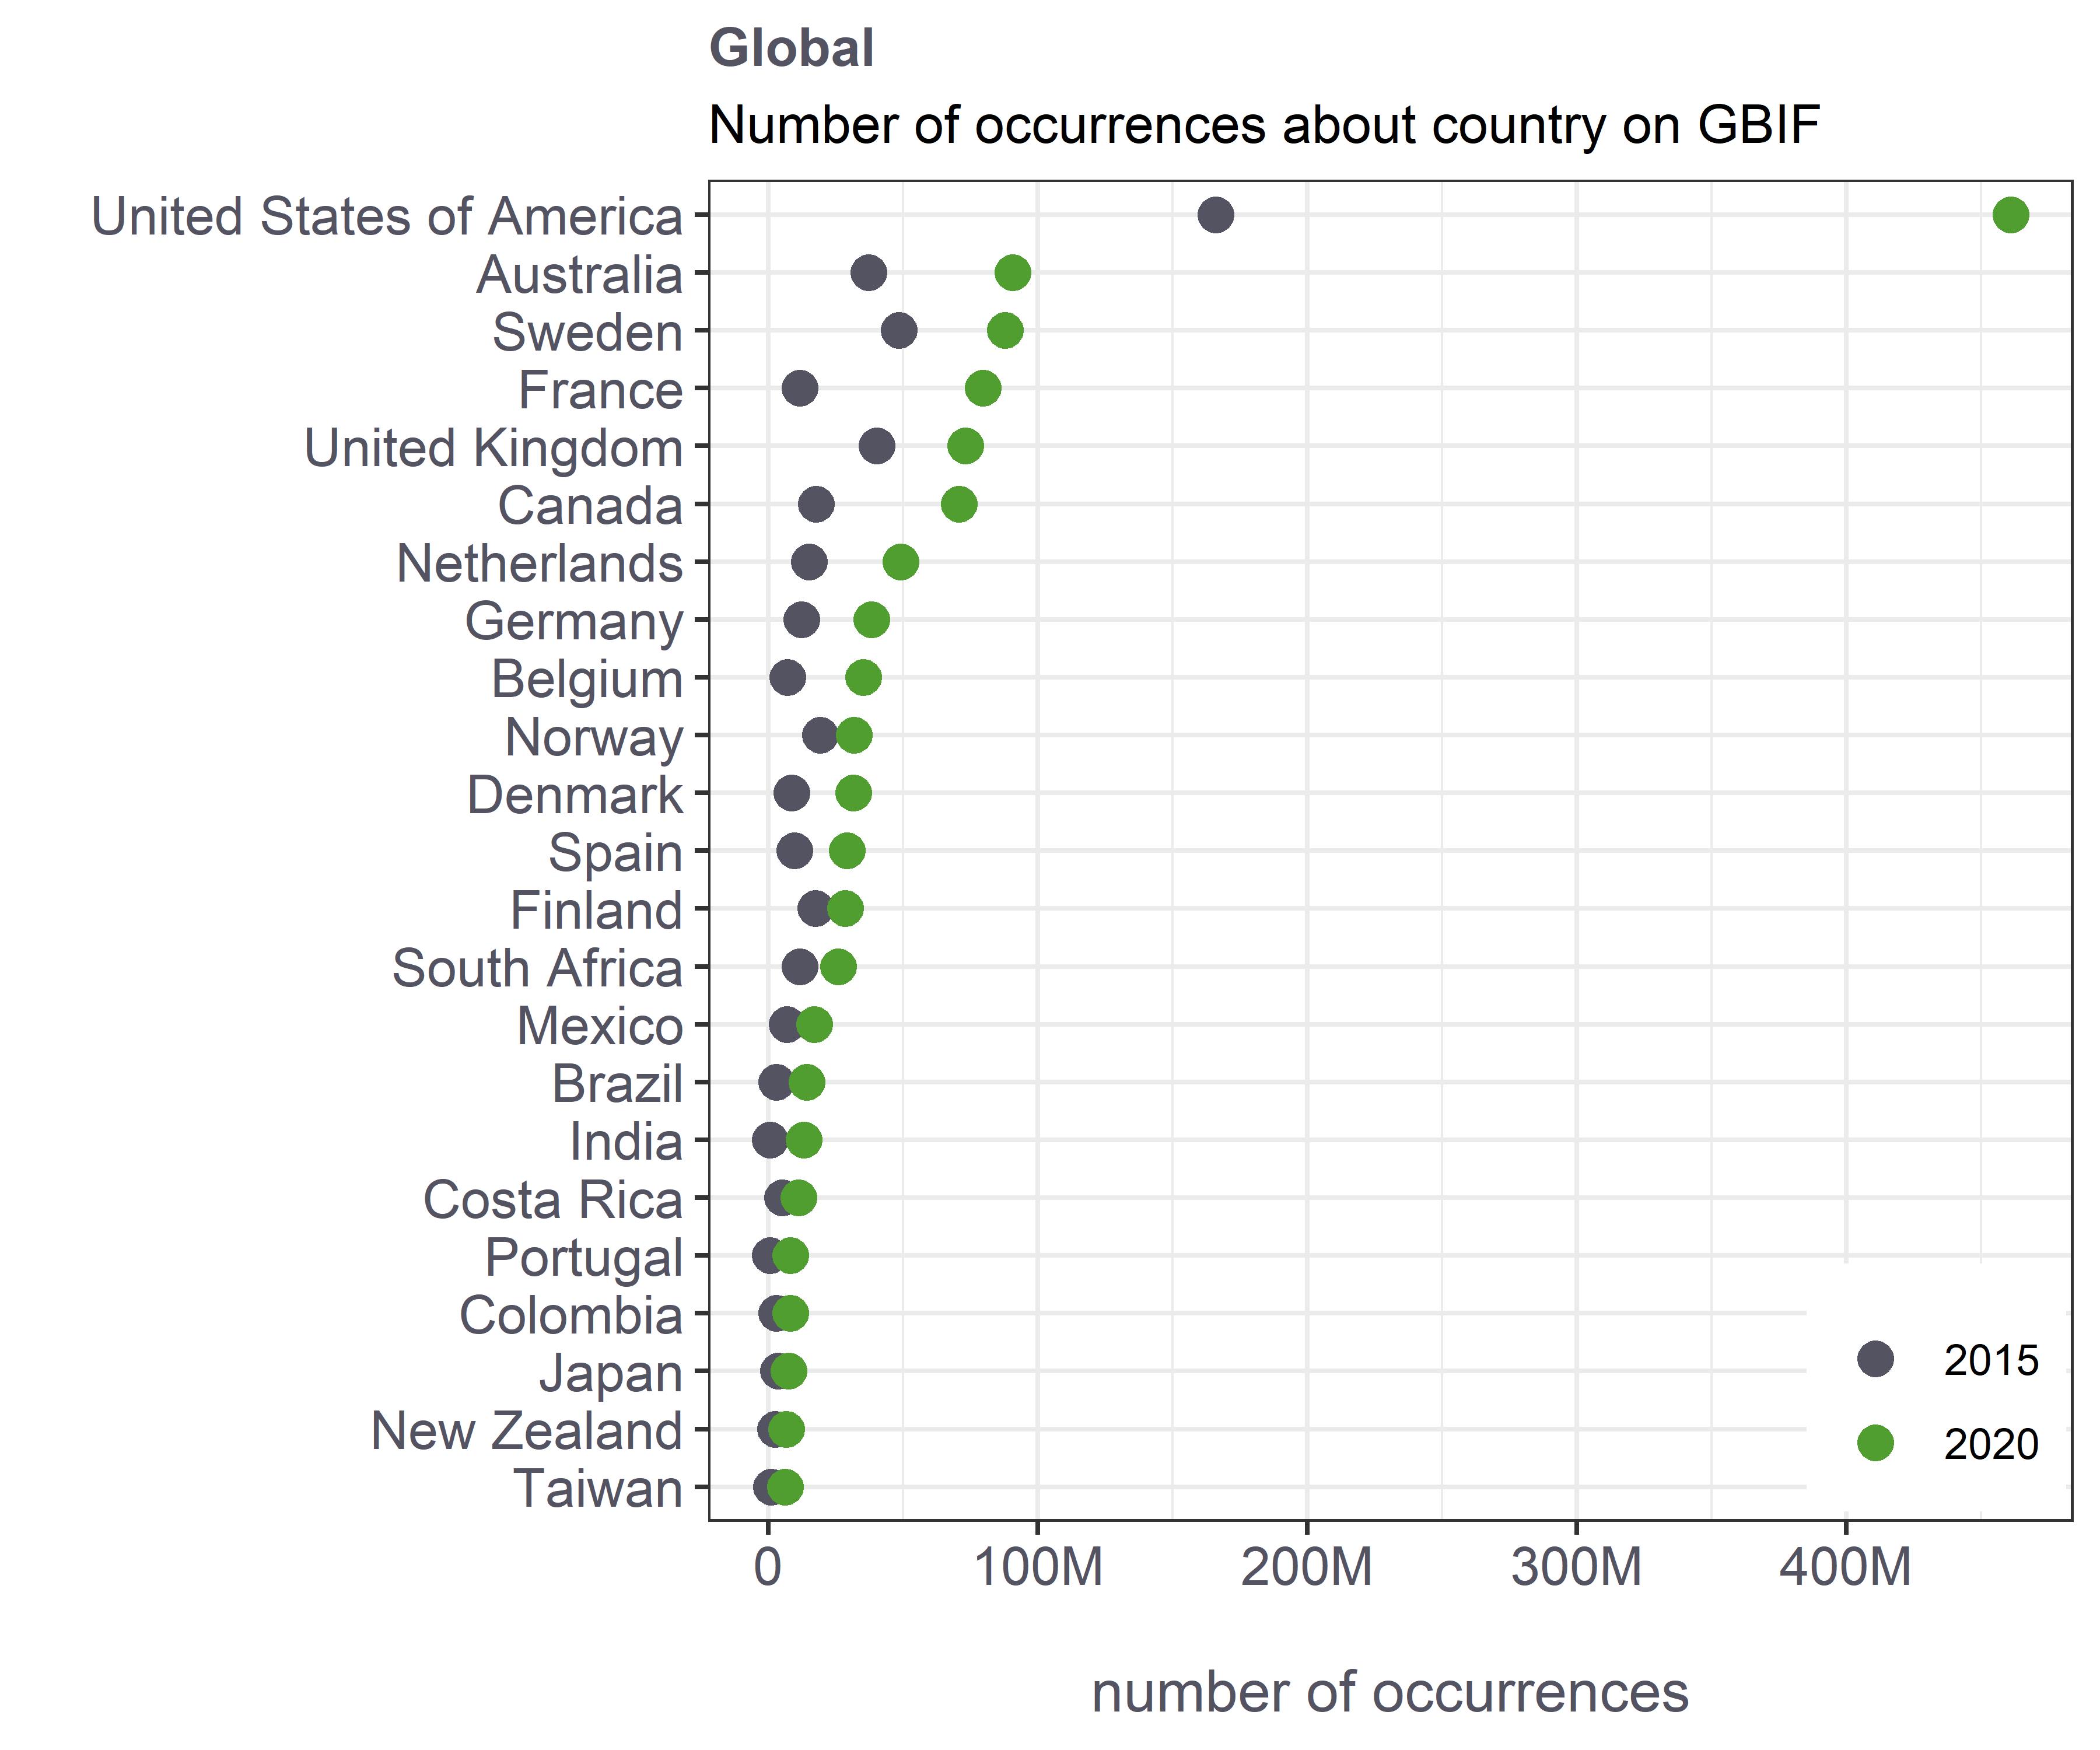 Global
Number of occurrences about country on GBIF
United States of America
Australia
Sweden
France
United Kingdom
Canada
Netherlands
Germany
Belgium
Norway
Denmark
Spain
Finland
South Africa
Mexico
Brazil
India
Costa Rica
Portugal
Colombia
Japan
New Zealand
Taiwan
2015
2020
0 100M 200M 300M 400M
number of occurrences